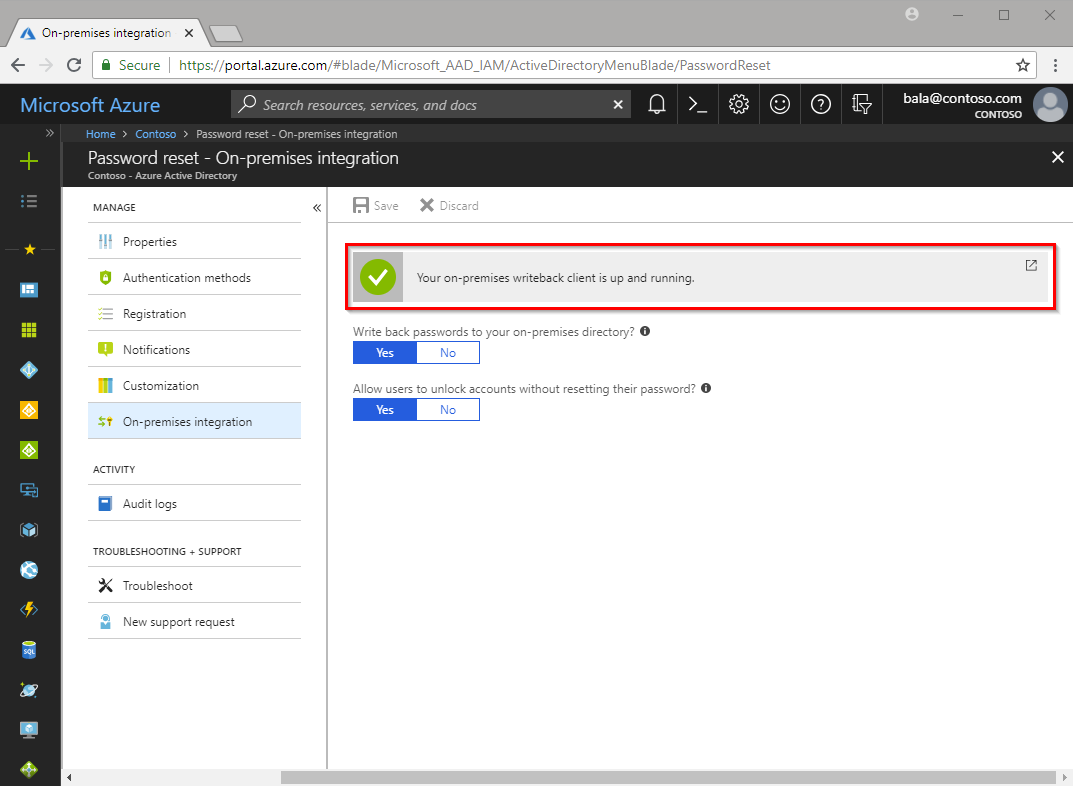 On-premises integration
Secure https://portal.azure.com/#blade/Microsoft_AAD_IAM/ActiveDirectoryMenuBlade/PasswordReset
Microsoft Azure
Search resources, services, and docs
bala@contoso.com
CONTOSO
Home > Contoso > Password reset - On-premises integration
Password reset - On-premises integration
Contoso - Azure Active Directory
MANAGE
Properties
Authentication methods
Registration
Notifications
Customization
On-premises integration
ACTIVITY
Audit logs
TROUBLESHOOTING + SUPPORT
Troubleshoot
New support request
Save Discard
Your on-premises writeback client is up and running.
Write back passwords to your on-premises directory?
Yes No
Allow users to unlock accounts without resetting their password?
Yes No
SQL